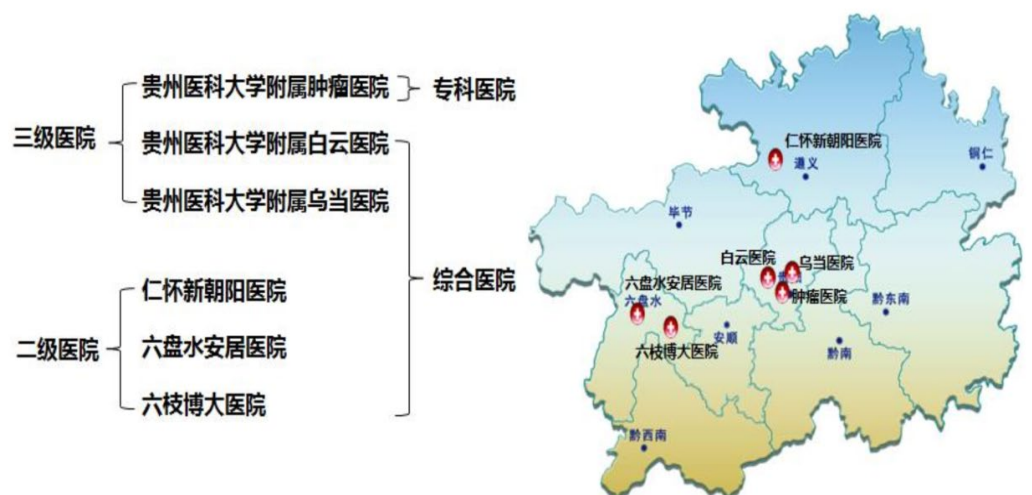 贵州医科大学附属肿瘤医院
专科医院
三级医院
贵州医科大学附属白云医院
贵州医科大学附属乌当医院
综合医院
仁怀新朝阳医院
二级医院
六盘水安居医院
六枝博大医院
仁怀新朝阳医院
遵义
铜仁
毕节
白云医院
乌当医院
六盘水安居医院
六盘水
肿瘤医院
黔东南
安顺
六枝博大医院
黔南
黔西南